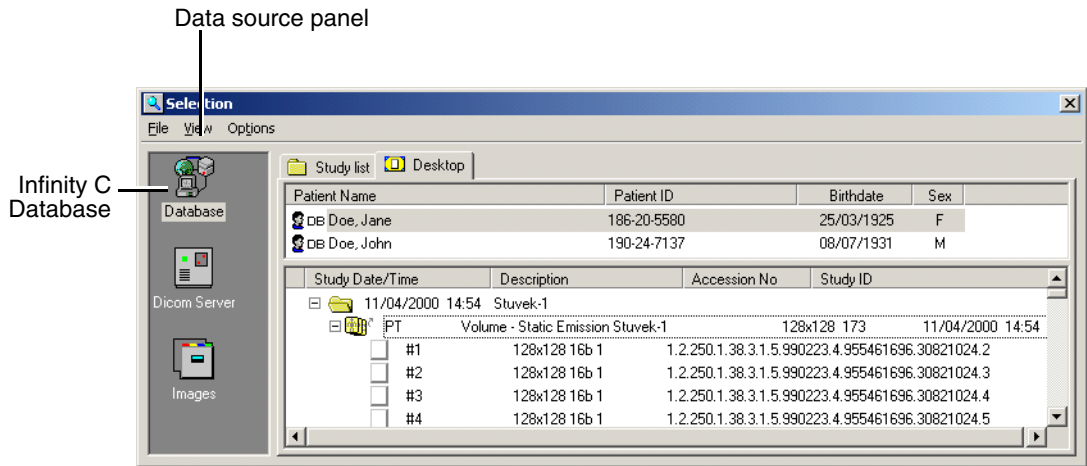 Data source panel
Selection
File View Options
Infinity C
Database
Database
Dicom Server
Images
Study list Desktop
Patient Name Patient ID Birthdate Sex
DB Doe, Jane 186-20-5580 25/03/1925 F
DB Doe, John 190-24-7137 08/07/1931 M
Study Date/Time Description Accession No Study ID
11/04/2000 14:54 Stuvek-1
PT Volume - Static Emission Stuvek-1 128x128 173 11/04/2000 14:54
#1 128x128 16b 1 1.2.250.1.38.3.1.5.990223.4.955461696.30821024.2
#2 128x128 16b 1 1.2.250.1.38.3.1.5.990223.4.955461696.30821024.3
#3 128x128 16b 1 1.2.250.1.38.3.1.5.990223.4.955461696.30821024.4
#4 128x128 16b 1 1.2.250.1.38.3.1.5.990223.4.955461696.30821024.5